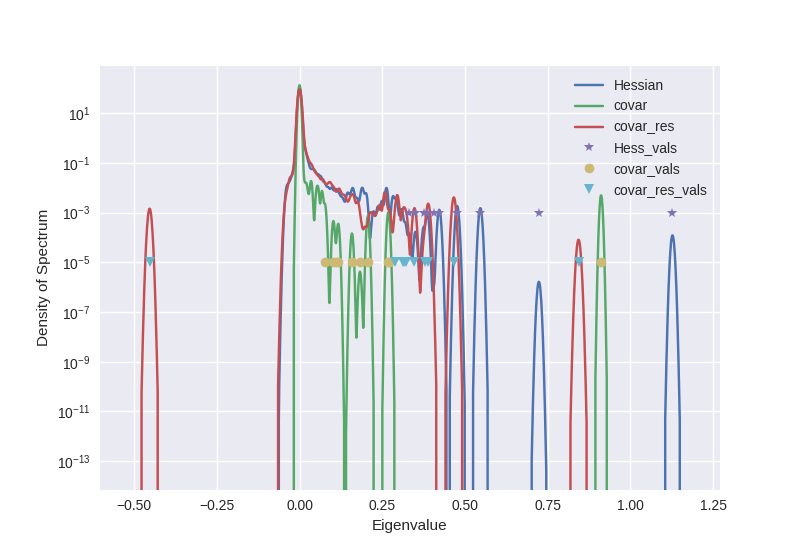 Hessian
covar
covar_res
Hess_vals
covar_vals
covar_res_vals
10^1
10^−1
10^−3
10^−5
10^−7
10^−9
10^−11
10^−13
Density of Spectrum
−0.50 −0.25 0.00 0.25 0.50 0.75 1.00 1.25
Eigenvalue